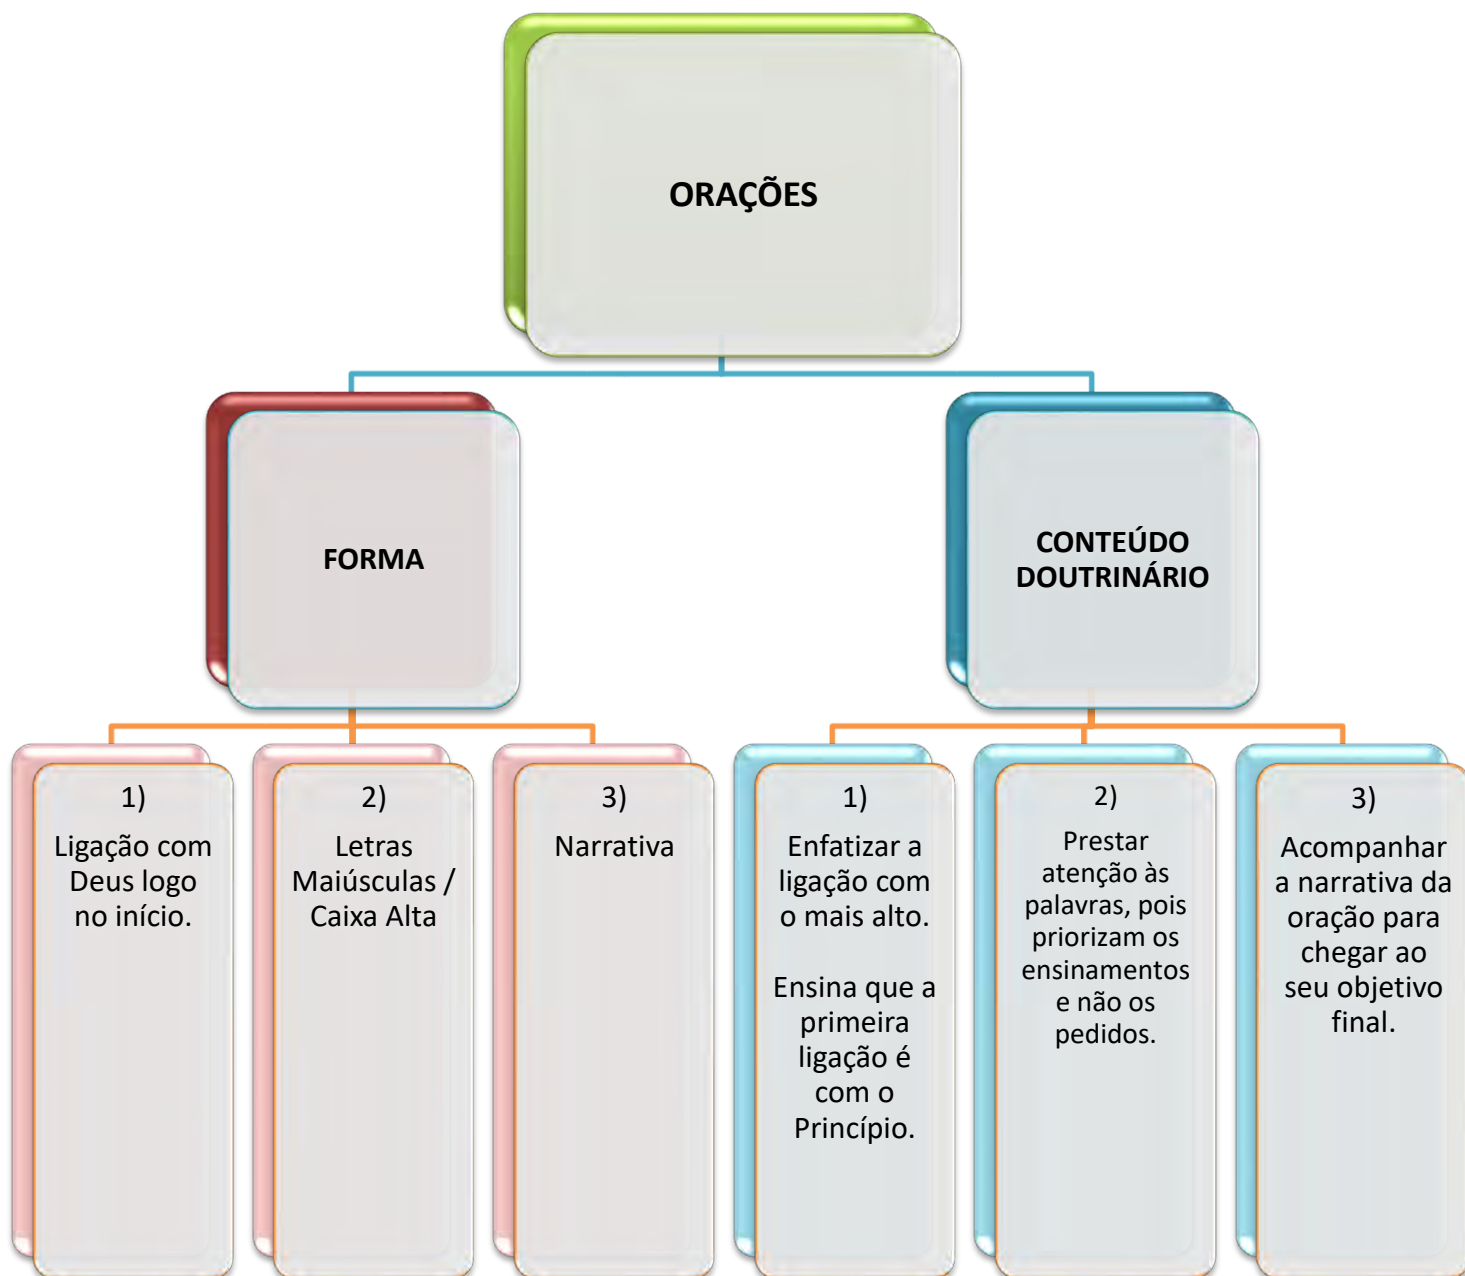 ORAÇÕES
FORMA
CONTEÚDO
DOUTRINÁRIO
1)
Ligação com
Deus logo
no início.
2)
Letras
Maiúsculas /
Caixa Alta
3)
Narrativa
1)
Enfatizar a
ligação com
o mais alto.
Ensina que a
primeira
ligação é
com o
Princípio.
2)
Prestar
atenção às
palavras, pois
priorizam os
ensinamentos
e não os
pedidos.
3)
Acompanhar
a narrativa da
oração para
chegar ao
seu objetivo
final.